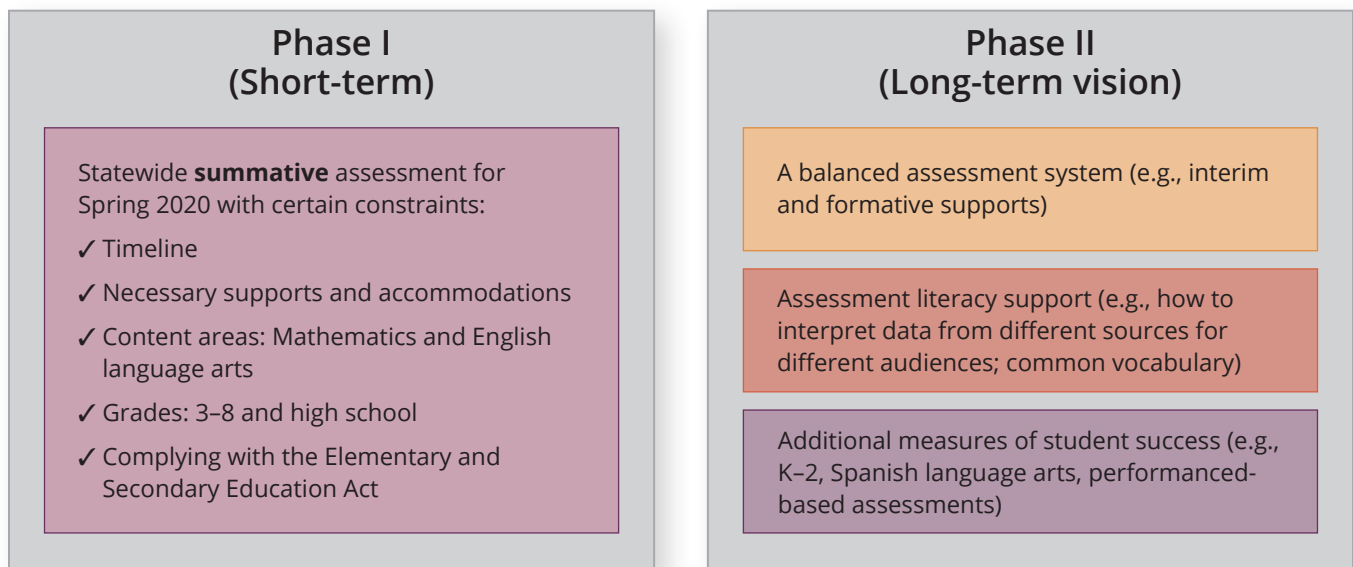 Phase I
(Short-term)
Statewide summative assessment for
Spring 2020 with certain constraints:
✓ Timeline
✓ Necessary supports and accommodations
✓ Content areas: Mathematics and English
language arts
✓ Grades: 3–8 and high school
✓ Complying with the Elementary and
Secondary Education Act
Phase II
(Long-term vision)
A balanced assessment system (e.g., interim
and formative supports)
Assessment literacy support (e.g., how to
interpret data from different sources for
different audiences; common vocabulary)
Additional measures of student success (e.g.,
K–2, Spanish language arts, performanced-
based assessments)